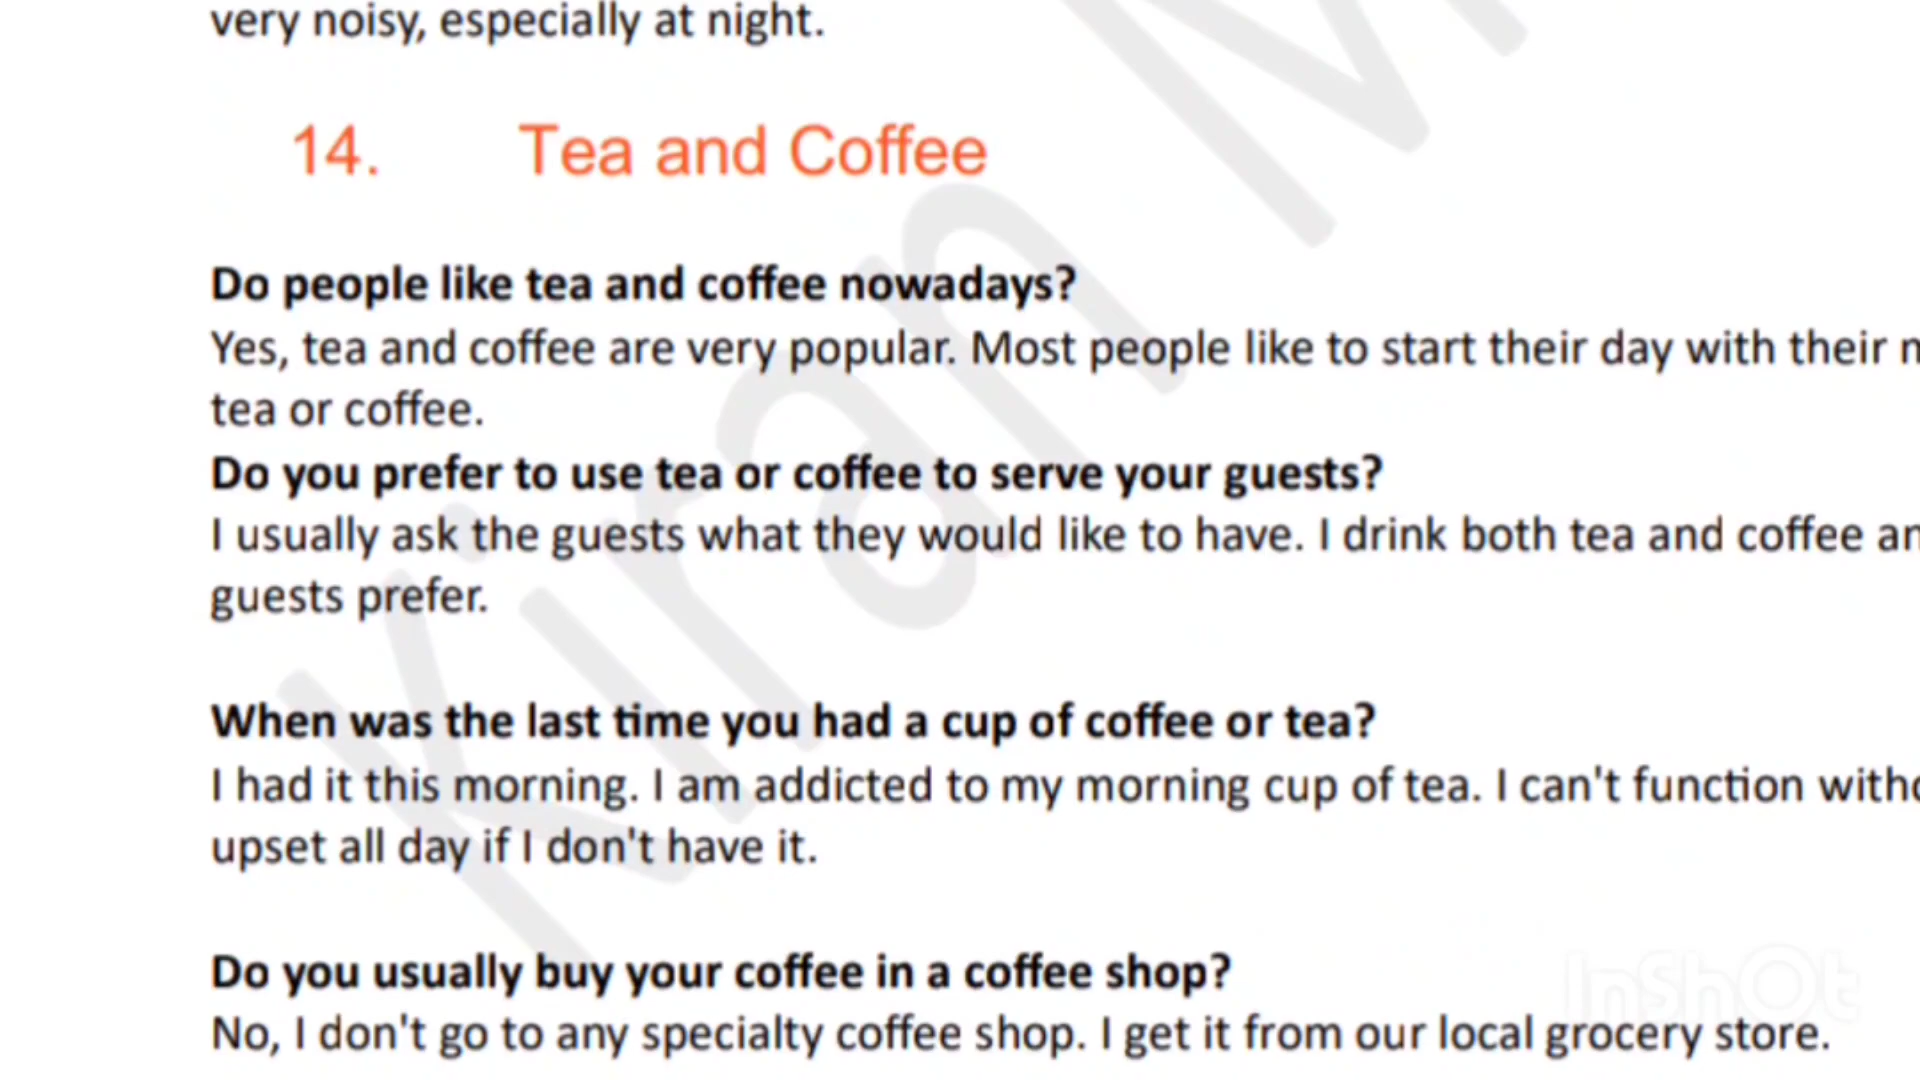 very noisy, especially at night.
14. Tea and Coffee
Do people like tea and coffee nowadays?
Yes, tea and coffee are very popular. Most people like to start their day with their
tea or coffee.
Do you prefer to use tea or coffee to serve your guests?
I usually ask the guests what they would like to have. I drink both tea and coffee
guests prefer.
When was the last time you had a cup of coffee or tea?
I had it this morning. I am addicted to my morning cup of tea. I can't function
upset all day if I don't have it.
Do you usually buy your coffee in a coffee shop?
No, I don't go to any specialty coffee shop. I get it from our local grocery store.
Kiran M
InShOt